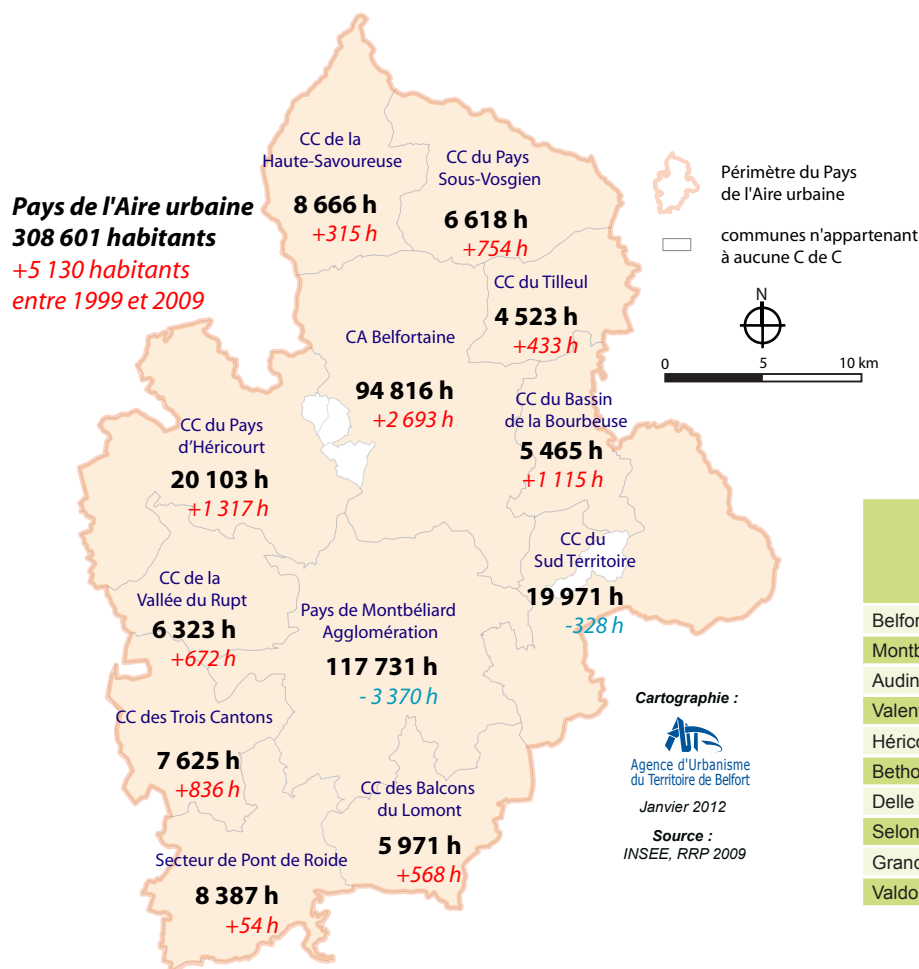 Pays de l'Aire urbaine
308 601 habitants
+5 130 habitants
entre 1999 et 2009
CC de la
Haute-Savoureuse
8 666 h
+315 h
CC du Pays
Sous-Vosgien
6 618 h
+754 h
Périmètre du Pays
de l'Aire urbaine
communes n'appartenant
à aucune C de C
N
0 5 10 km
CC du Tilleul
4 523 h
+433 h
CA Belfortaine
94 816 h
+2 693 h
CC du Bassin
de la Bourbeuse
5 465 h
+1 115 h
CC du Pays
d'Héricourt
20 103 h
+1 317 h
CC du
Sud Territoire
19 971 h
-328 h
CC de la
Vallée du Rupt
6 323 h
+672 h
Pays de Montbéliard
Agglomération
117 731 h
- 3 370 h
CC des Trois Cantons
7 625 h
+836 h
CC des Balcons
du Lomont
5 971 h
+568 h
Secteur de Pont de Roide
8 387 h
+54 h
Cartographie :
Agence d'Urbanisme
du Territoire de Belfort
Janvier 2012
Source :
INSEE, RRP 2009
Valdo
Delle